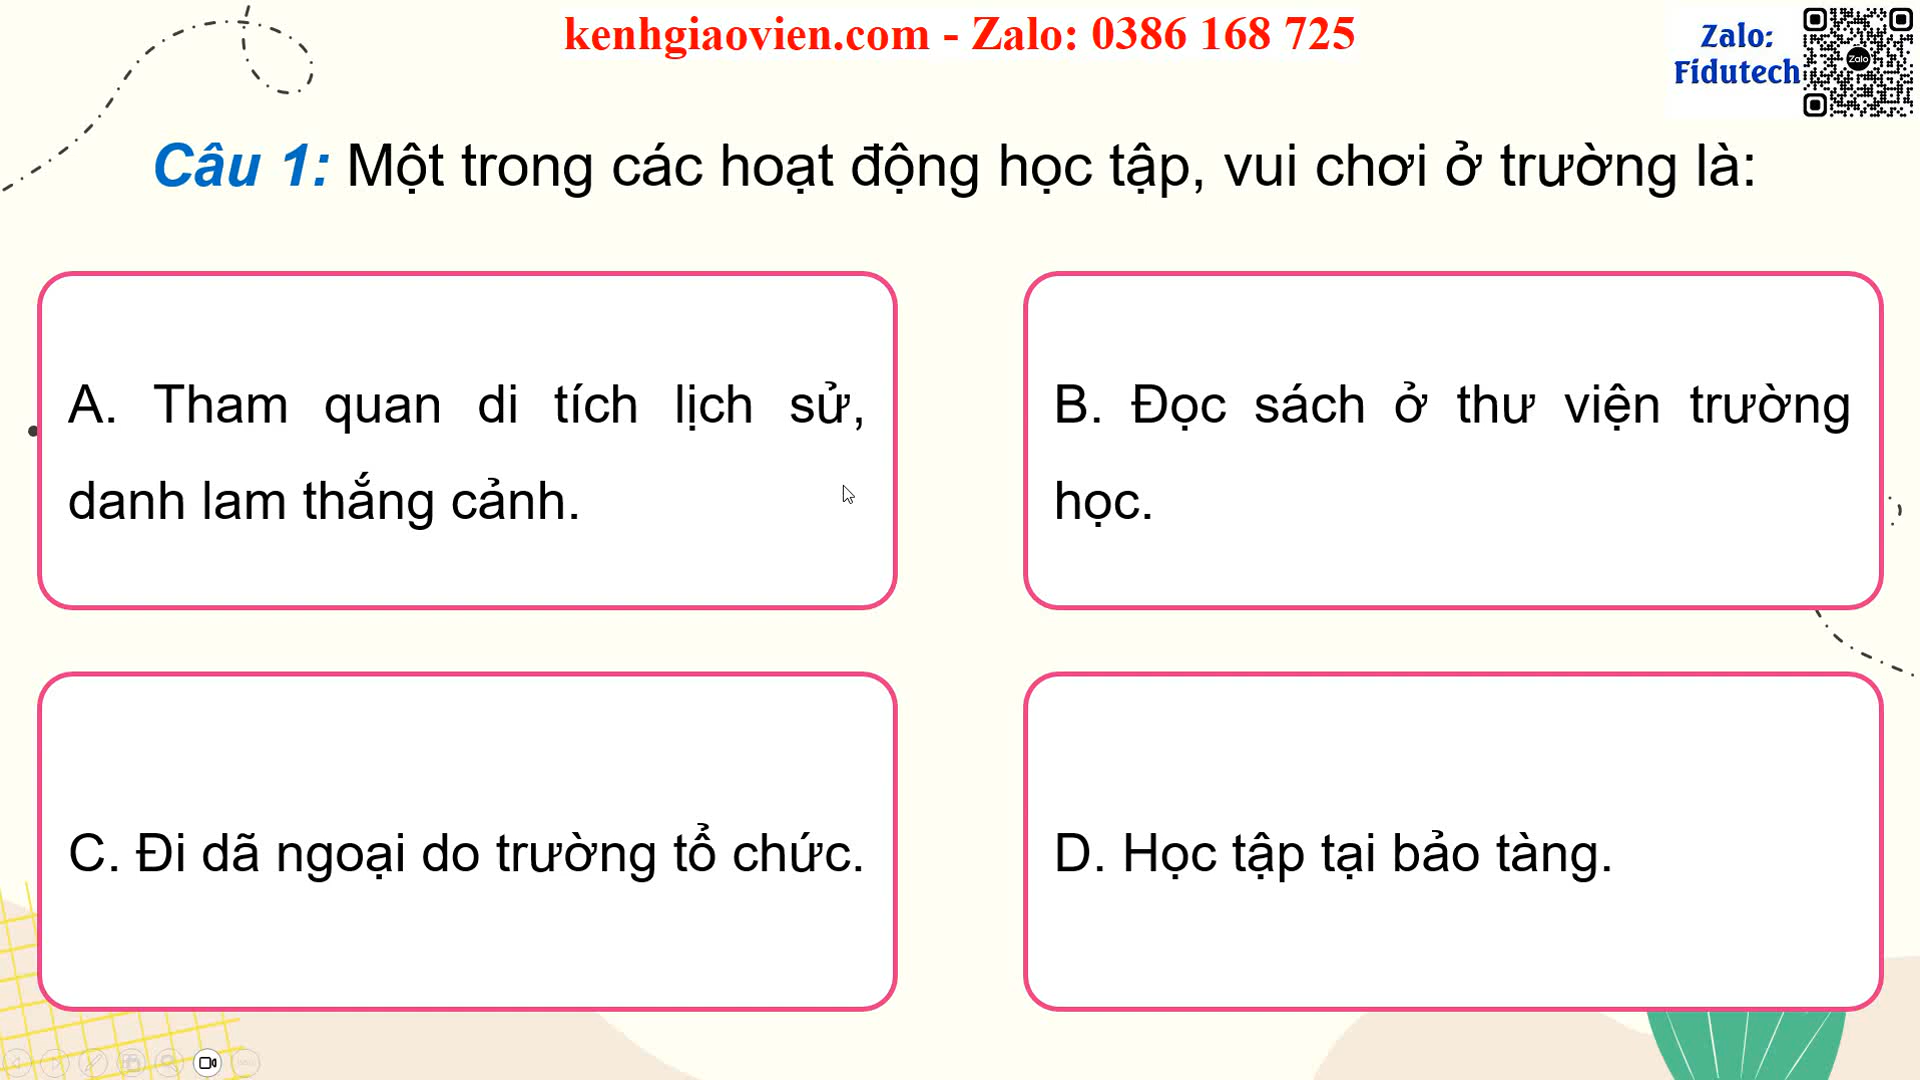 kenhgiaovien.com - Zalo: 0386 168 725
Zalo:
Fidutech
Zalo
Câu 1: Một trong các hoạt động học tập, vui chơi ở trường là:
A. Tham quan di tích lịch sử,
danh lam thắng cảnh.
B. Đọc sách ở thư viện trường
học.
C. Đi dã ngoại do trường tổ chức.
D. Học tập tại bảo tàng.